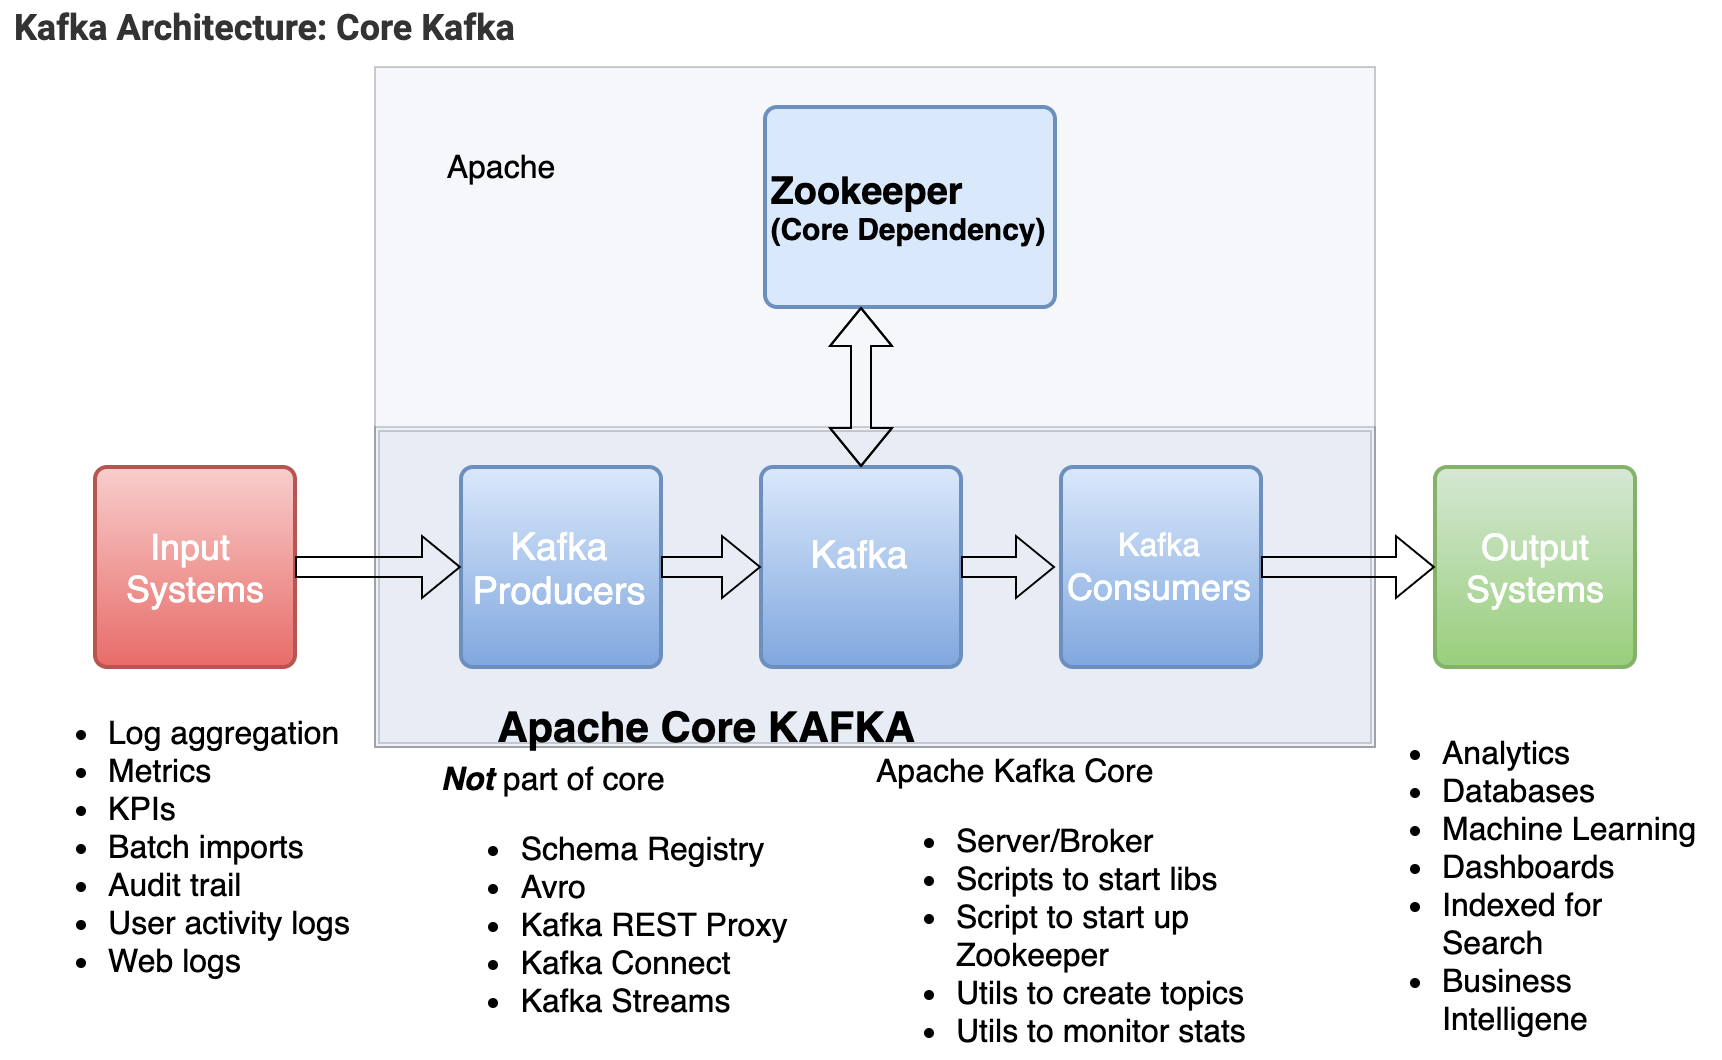 Kafka Architecture: Core Kafka
Apache
Zookeeper
(Core Dependency)
Input
Systems
Kafka
Producers
Kafka
Kafka
Consumers
Output
Systems
Apache Core KAFKA
Log aggregation
Metrics
KPIs
Batch imports
Audit trail
User activity logs
Web logs
Not part of core
Schema Registry
Avro
Kafka REST Proxy
Kafka Connect
Kafka Streams
Apache Kafka Core
Server/Broker
Scripts to start libs
Script to start up
Zookeeper
Utils to create topics
Utils to monitor stats
Analytics
Databases
Machine Learning
Dashboards
Indexed for
Search
Business
Intelligene